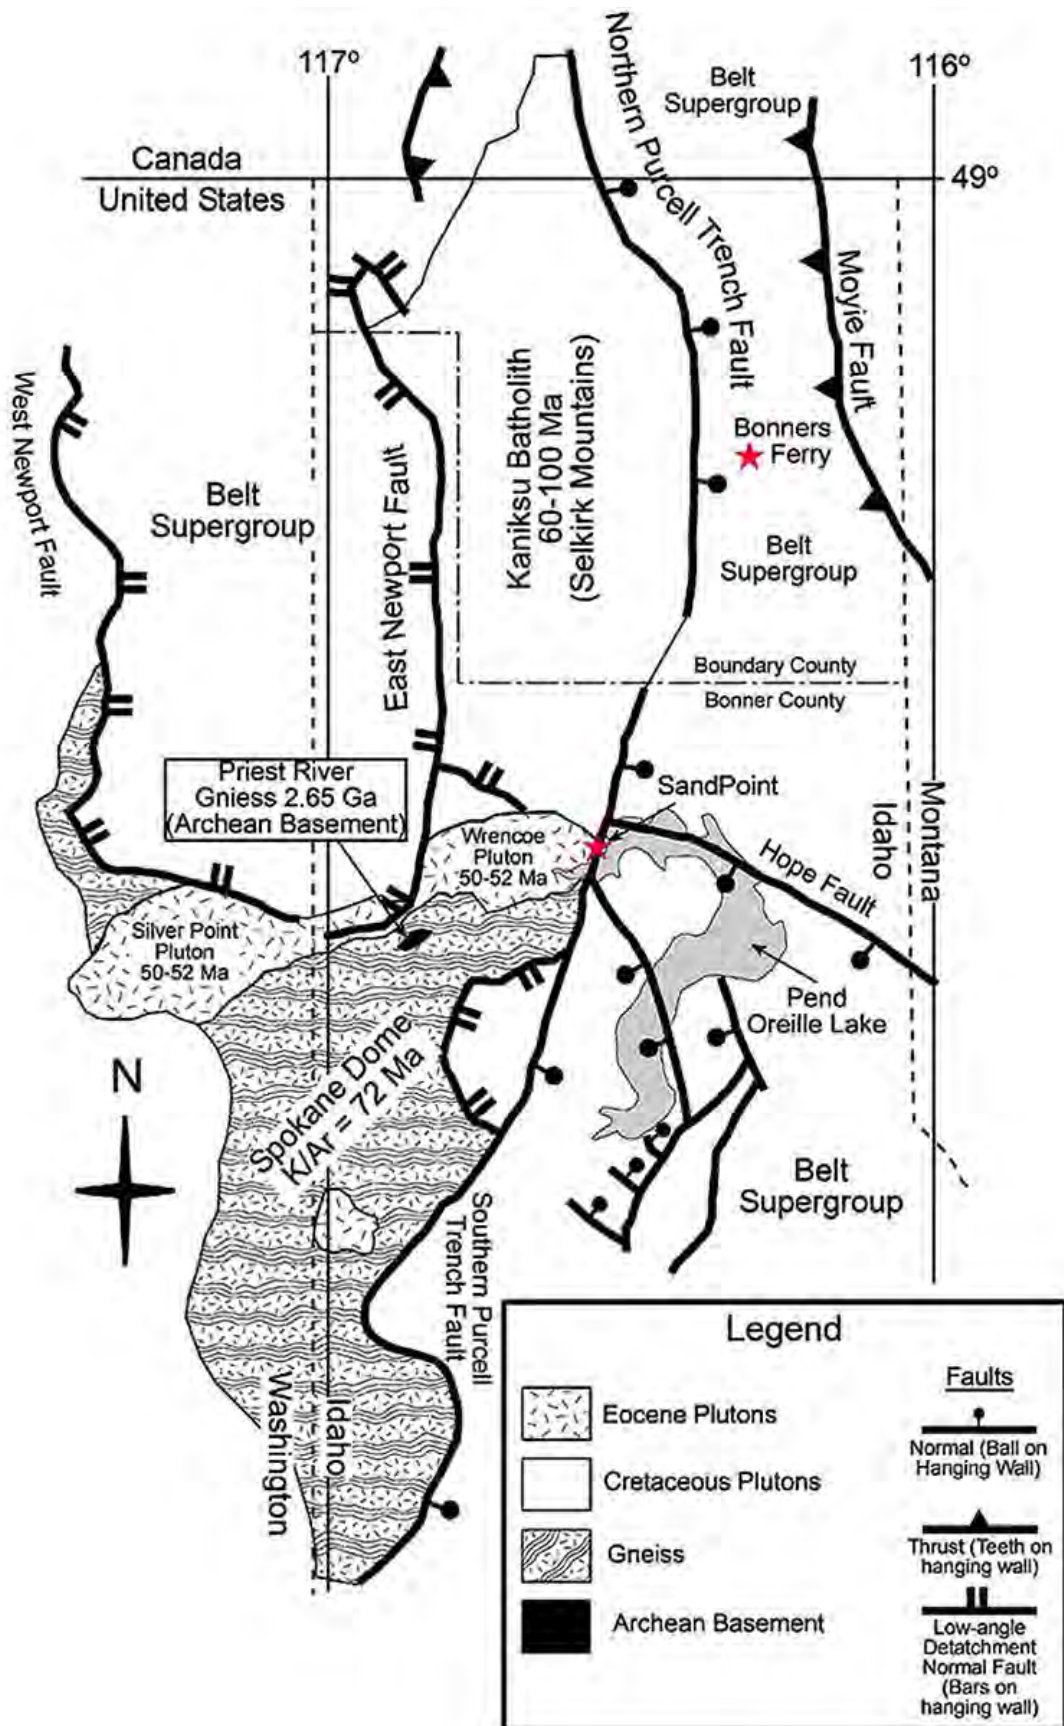 117º
116º
Northern Purcell Trench Fault
Belt
Supergroup
Canada
49º
United States
Moyie Fault
West Newport Fault
Kaniksu Batholith
60-100 Ma
(Selkirk Mountains)
Bonners
Ferry
Belt
Supergroup
East Newport Fault
Belt
Supergroup
Boundary County
Bonner County
Priest River
Gniess 2.65 Ga
(Archean Basement)
SandPoint
Idaho
Montana
Wrencoe
Pluton
50-52 Ma
Hope Fault
Silver Point
Pluton
50-52 Ma
Pend
Oreille Lake
N
Spokane Dome
K/Ar = 72 Ma
Belt
Supergroup
Southern Purcell
Trench Fault
Washington
Idaho
Legend
Eocene Plutons
Cretaceous Plutons
Gneiss
Archean Basement
Faults
Normal (Ball on
Hanging Wall)
Thrust (Teeth on
hanging wall)
Low-angle
Detatchment
Normal Fault
(Bars on
hanging wall)